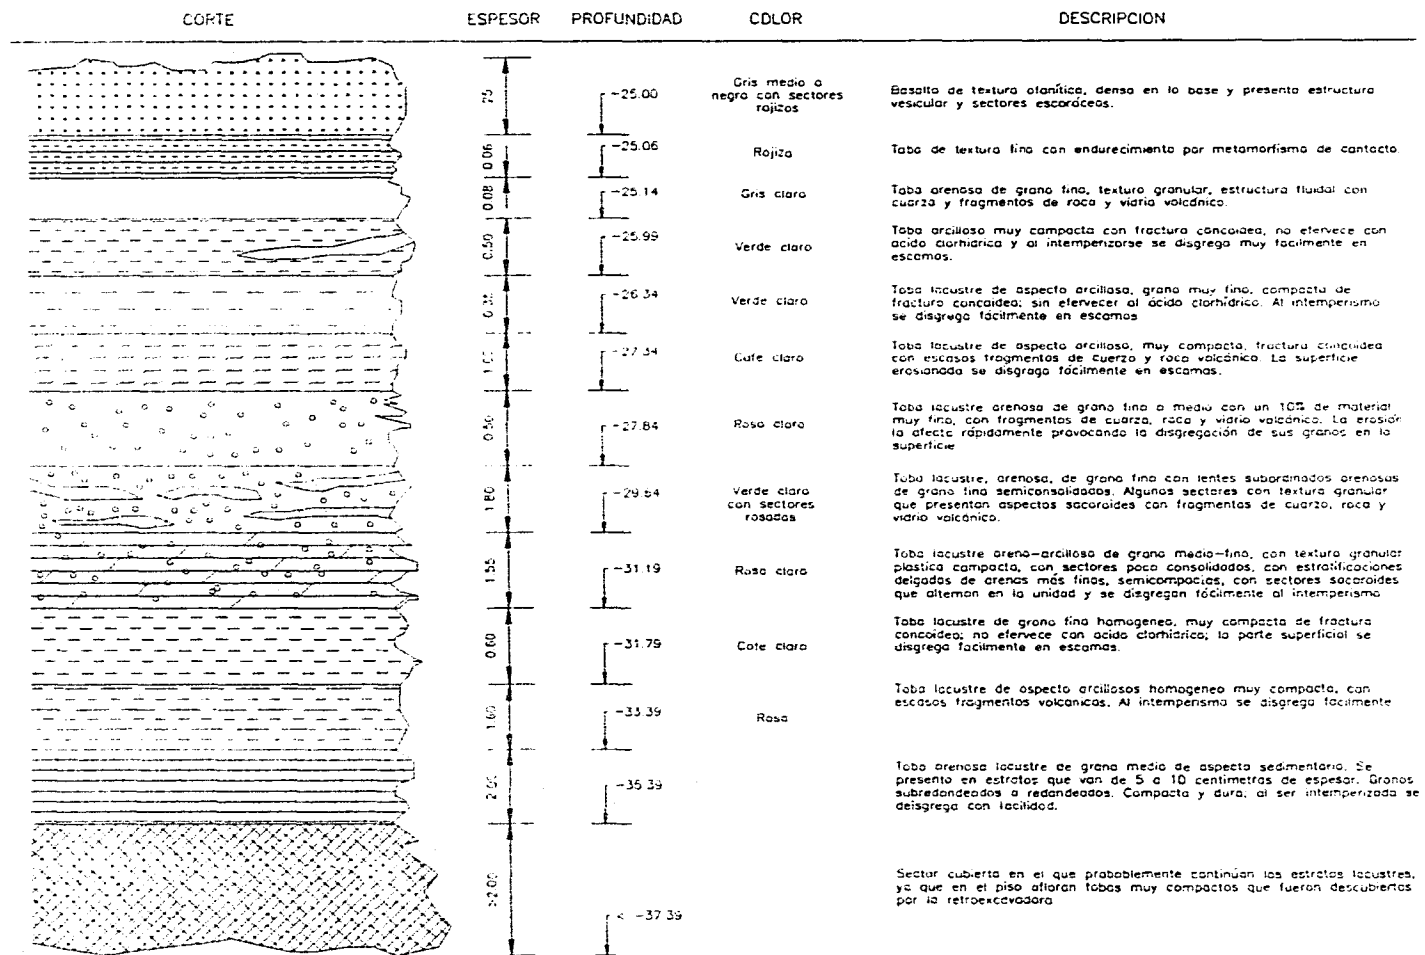 CORTE ESPESOR PROFUNDIDAD COLOR DESCRIPCION
25
-25.00
Gris medio a
negro con sectores
rojizos
Basalto de textura afanítica, densa en la base y presenta estructura
vesicular y sectores escoráceos.
0.06
-25.06
Rojiza
Toba de textura fina con endurecimiento por metamorfismo de contacto.
0.08
-25.14
Gris claro
Toba arenosa de grano fino, textura granular, estructura fluidal con
cuarzo y fragmentos de roca y vidrio volcánico.
0.50
-25.99
Verde claro
Toba arcillosa muy compacta con fractura concoidea, no efervece con
acido clorhídrico y al intemperizarse se disgrega muy facilmente en
escamas.
-26.34
Verde claro
Toba lacustre de aspecto arcilloso, grano muy fino, compacta de
fractura concoidea; sin efervecer al ácido clorhídrico. Al intemperismo
se disgrega fácilmente en escamas
-27.34
Cafe claro
Toba lacustre de aspecto arcilloso, muy compacta, fractura concoidea
con escasos fragmentos de cuerzo y roca volcánica. La superficie
erosionada se disgrega fácilmente en escamas.
0.50
-27.84
Rosa claro
Toba lacustre arenosa de grano fino a medio con un 10% de material
muy fino, con fragmentos de cuarzo, roca y vidrio volcánico. La erosión
la afecta rápidamente provocando la disgregación de sus granos en la
superficie
1.80
-29.64
Verde claro
con sectores
rosados
Toba lacustre, arenosa, de grano fino con lentes subordinados arenosas
de grano fino semiconsolidados. Algunos sectores con textura granular
que presentan aspectos sacaroides con fragmentos de cuarzo, roca y
vidrio volcánico.
1.55
-31.19
Rosa claro
Toba lacustre areno-arcillosa de grano medio-fino, con textura granular
plastica compacta, con sectores poco consolidados, con estratificaciones
delgadas de arenas más finas, semicompactas, con sectores sacaroides
que alternan en la unidad y se disgregan fácilmente al intemperismo
0.60
-31.79
Cafe claro
Toba lacustre de grano fino homogeneo, muy compacta de fractura
concoidea; no efervece con acido clorhídrico; la parte superficial se
disgrega facilmente en escamas.
1.60
-33.39
Rosa
Toba lacustre de aspecto arcillosos homogeneo muy compacta, con
escasos fragmentos volcanicos. Al intemperismo se disgrega facilmente
2.00
-35.39
Toba arenosa lacustre de grano medio de aspecto sedimentario. Se
presenta en estratos que van de 5 a 10 centimetros de espesor. Granos
subredondeados a redondeados. Compacta y dura; al ser intemperizada se
deisgrega con facilidad.
< -37.39
Sector cubierto en el que probablemente continúan los estratos lacustres,
ya que en el piso afloran tobas muy compactos que fueron descubiertos
por la retroexcavadora